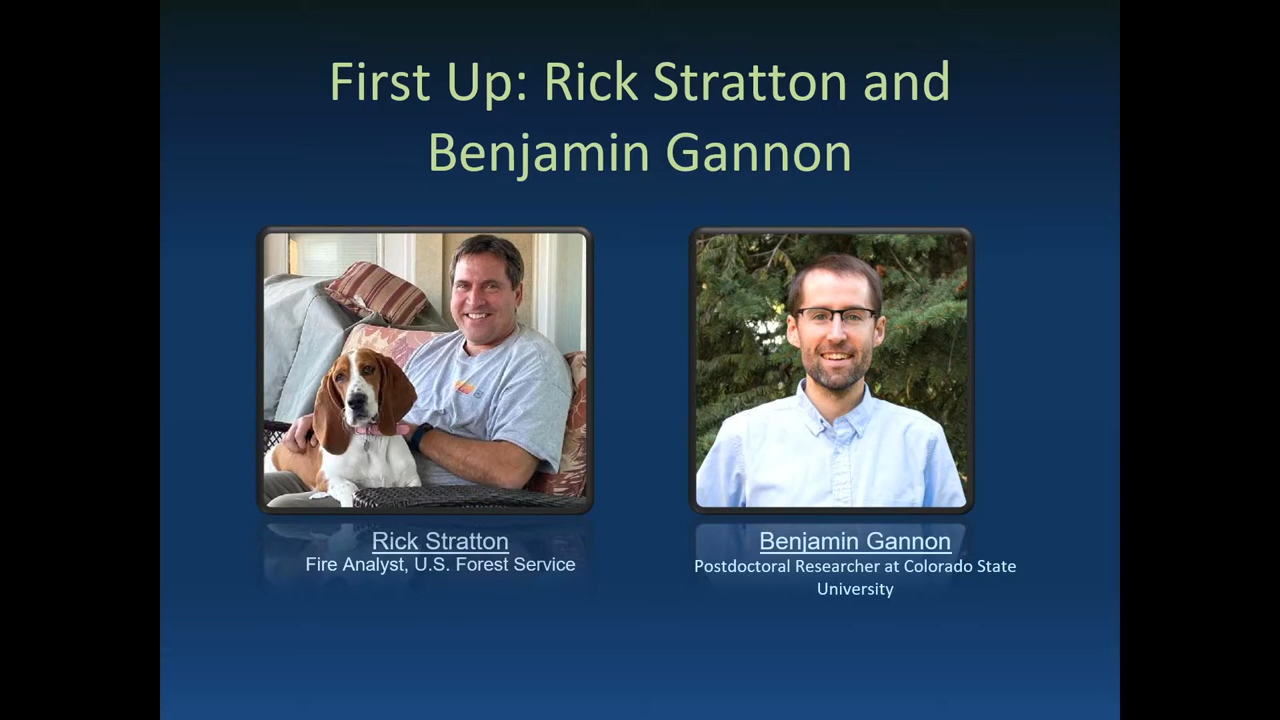 First Up: Rick Stratton and
Benjamin Gannon
Rick Stratton
Fire Analyst, U.S. Forest Service
Benjamin Gannon
Postdoctoral Researcher at Colorado State
University